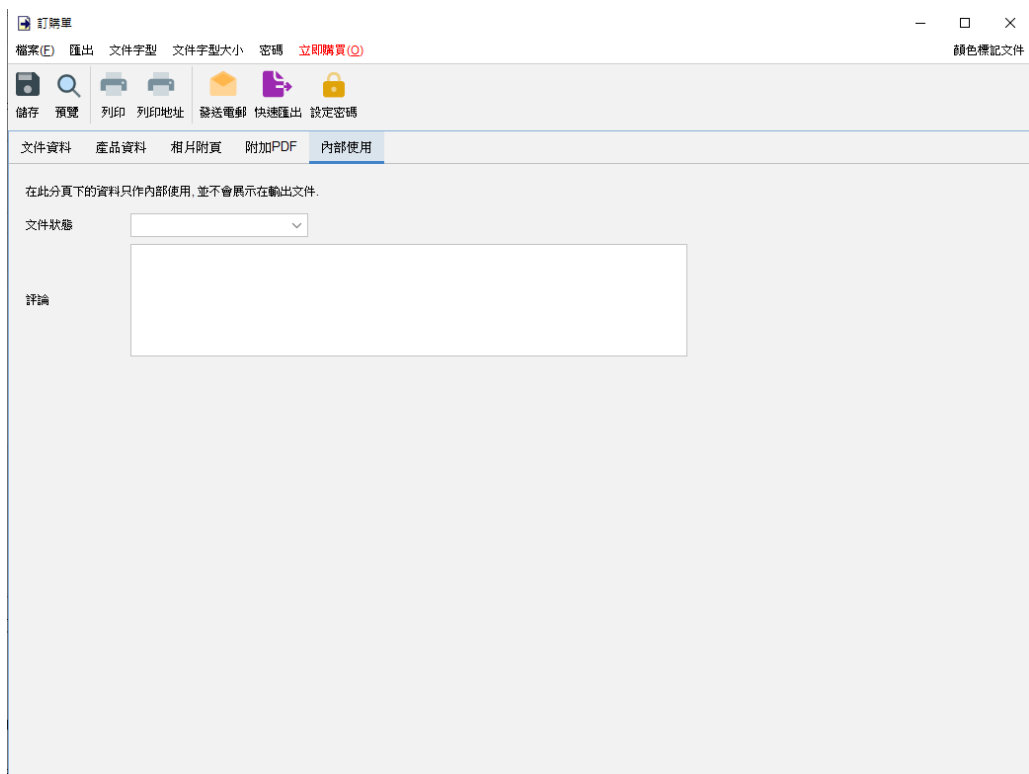 訂購單
檔案(F) 匯出 文件字型 文件字型大小 密碼 立即購買(O) 顏色標記文件
儲存 預覽 列印 列印地址 發送電郵 快速匯出 設定密碼
文件資料 產品資料 相片附頁 附加PDF 內部使用
在此分頁下的資料只作內部使用, 並不會展示在輸出文件.
文件狀態
評論